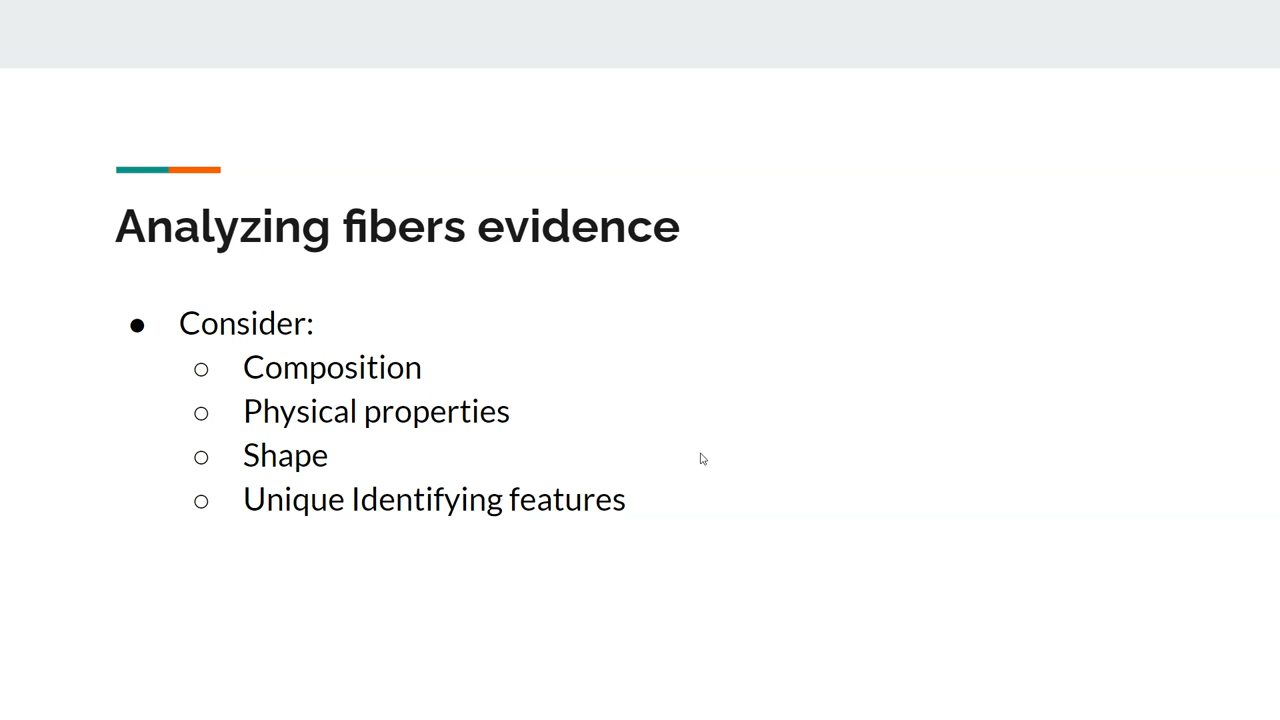 Analyzing fibers evidence
● Consider:
○ Composition
○ Physical properties
○ Shape
○ Unique Identifying features